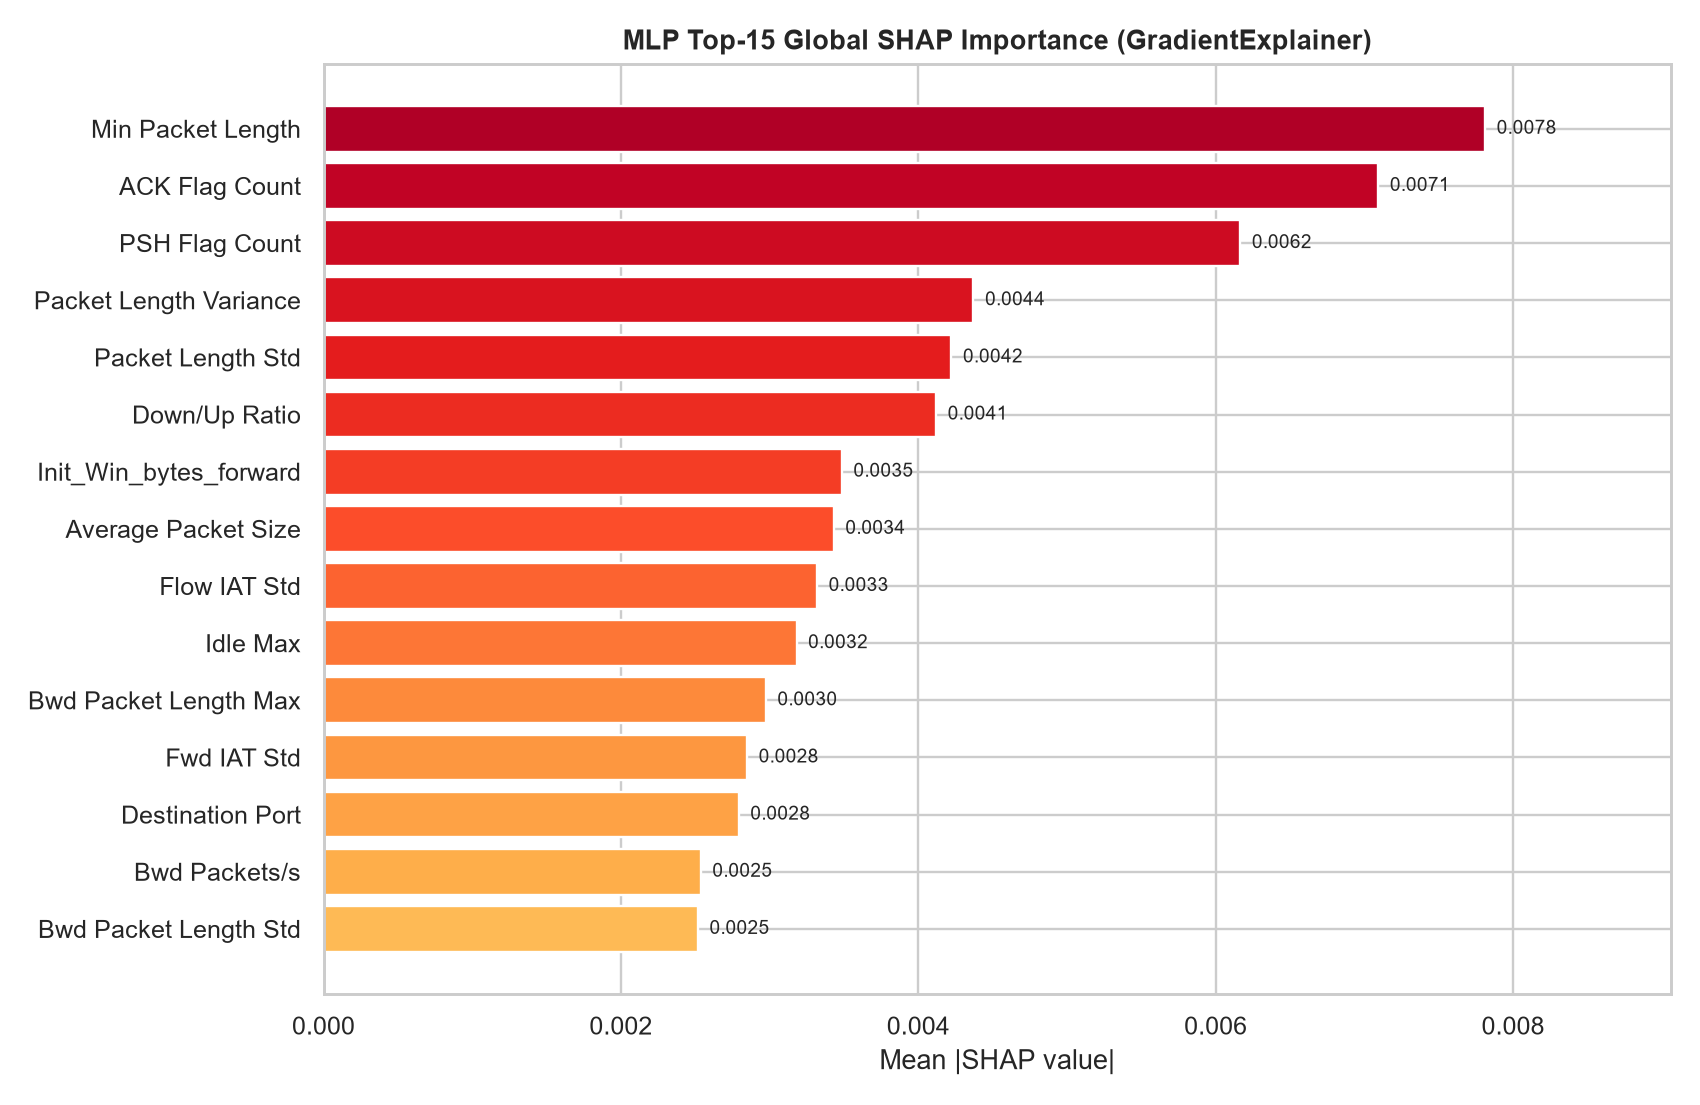 MLP Top-15 Global SHAP Importance (GradientExplainer)
Min Packet Length 0.0078
ACK Flag Count 0.0071
PSH Flag Count 0.0062
Packet Length Variance 0.0044
Packet Length Std 0.0042
Down/Up Ratio 0.0041
Init_Win_bytes_forward 0.0035
Average Packet Size 0.0034
Flow IAT Std 0.0033
Idle Max 0.0032
Bwd Packet Length Max 0.0030
Fwd IAT Std 0.0028
Destination Port 0.0028
Bwd Packets/s 0.0025
Bwd Packet Length Std 0.0025
0.000 0.002 0.004 0.006 0.008
Mean |SHAP value|